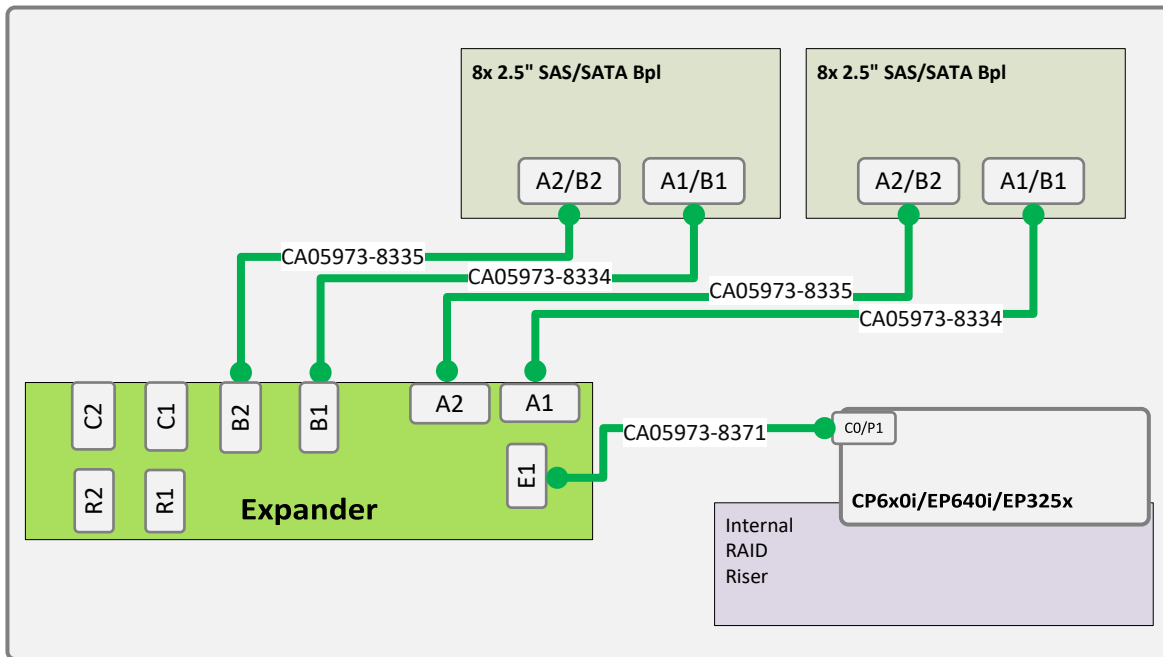 8x 2.5" SAS/SATA Bpl
8x 2.5" SAS/SATA Bpl
A2/B2
A1/B1
A2/B2
A1/B1
CA05973-8335
CA05973-8334
CA05973-8335
CA05973-8334
C2
C1
B2
B1
A2
A1
CA05973-8371
C0/P1
R2
R1
E1
Expander
CP6x0i/EP640i/EP325x
Internal
RAID
Riser